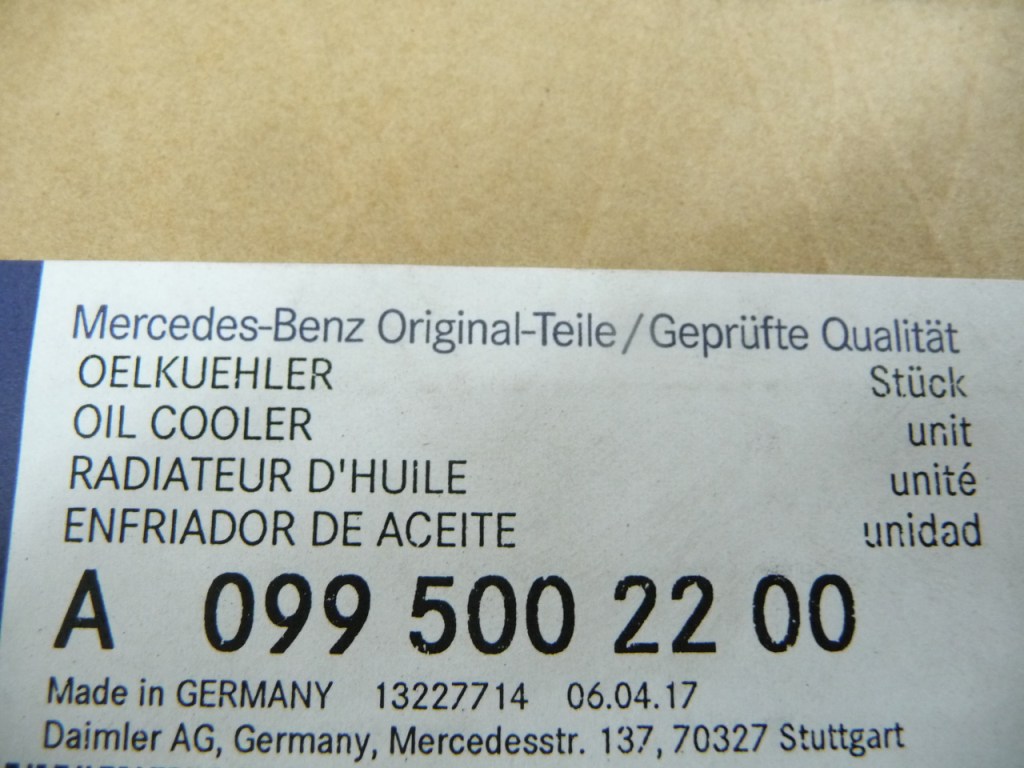 Mercedes-Benz Original-Teile / Geprüfte Qualität
OELKUEHLER Stück
OIL COOLER unit
RADIATEUR D'HUILE unité
ENFRIADOR DE ACEITE unidad
A 099 500 22 00
Made in GERMANY 13227714 06.04.17
Daimler AG, Germany, Mercedesstr. 137, 70327 Stuttgart